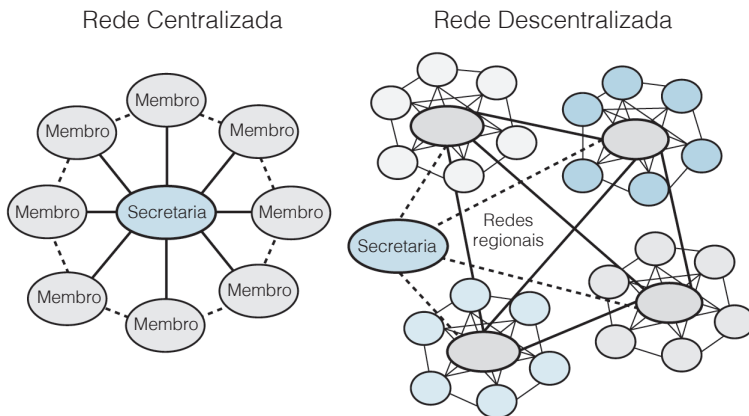 Rede Centralizada
Rede Descentralizada
Membro
Membro
Membro
Membro
Secretaria
Membro
Membro
Membro
Membro
Redes
regionais
Secretaria